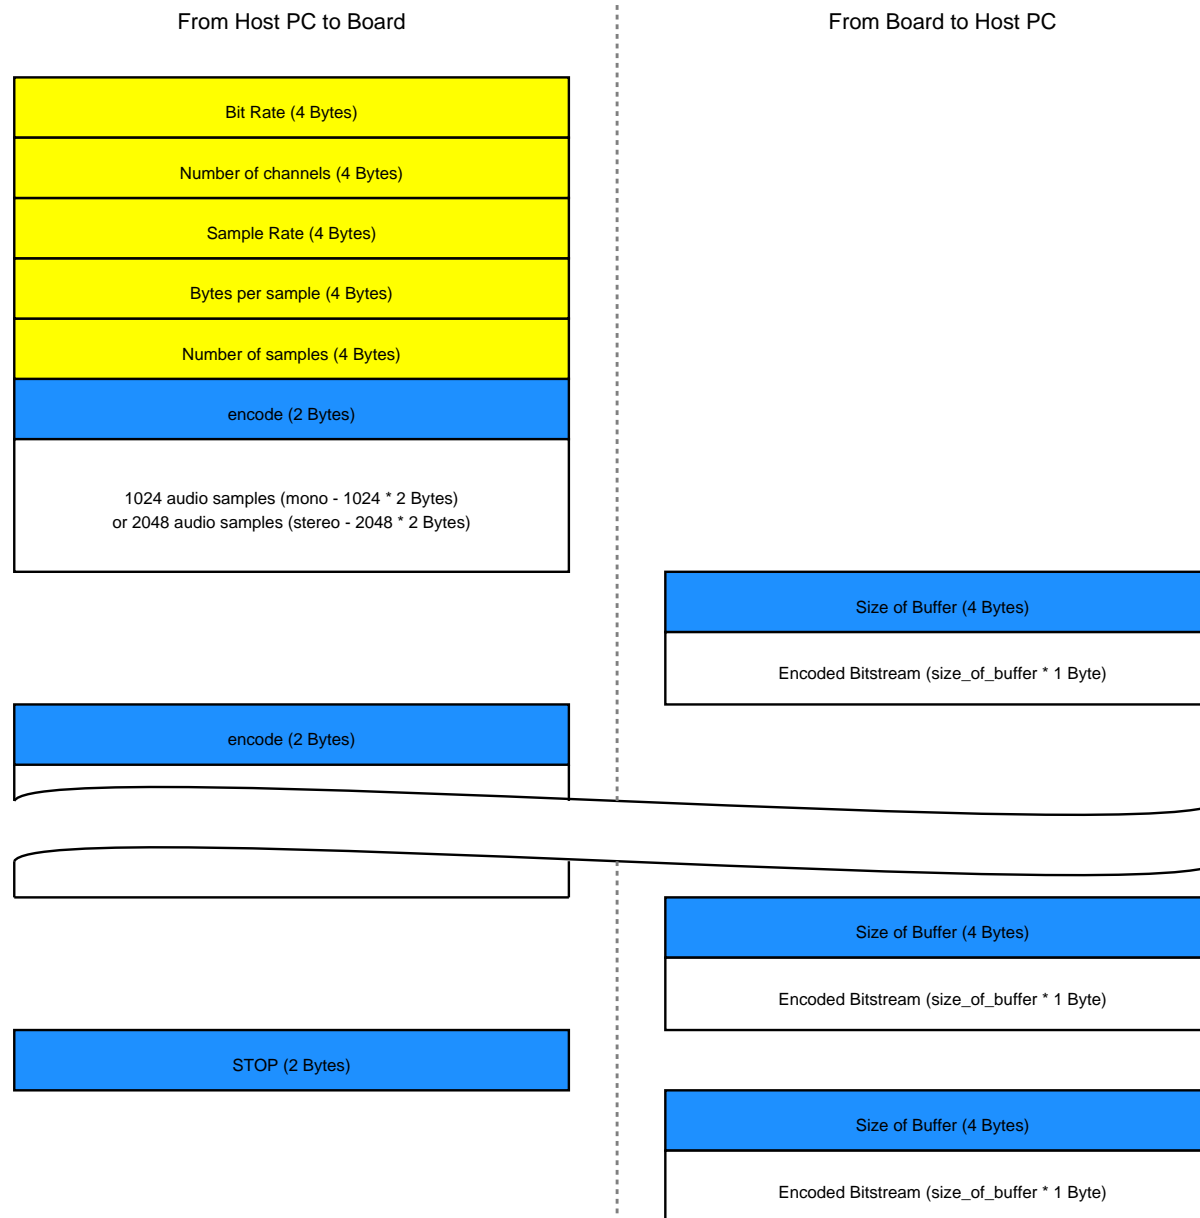 From Host PC to Board
From Board to Host PC
Bit Rate (4 Bytes)
Number of channels (4 Bytes)
Sample Rate (4 Bytes)
Bytes per sample (4 Bytes)
Number of samples (4 Bytes)
encode (2 Bytes)
1024 audio samples (mono - 1024 * 2 Bytes)
or 2048 audio samples (stereo - 2048 * 2 Bytes)
Size of Buffer (4 Bytes)
Encoded Bitstream (size_of_buffer * 1 Byte)
encode (2 Bytes)
Size of Buffer (4 Bytes)
Encoded Bitstream (size_of_buffer * 1 Byte)
STOP (2 Bytes)
Size of Buffer (4 Bytes)
Encoded Bitstream (size_of_buffer * 1 Byte)